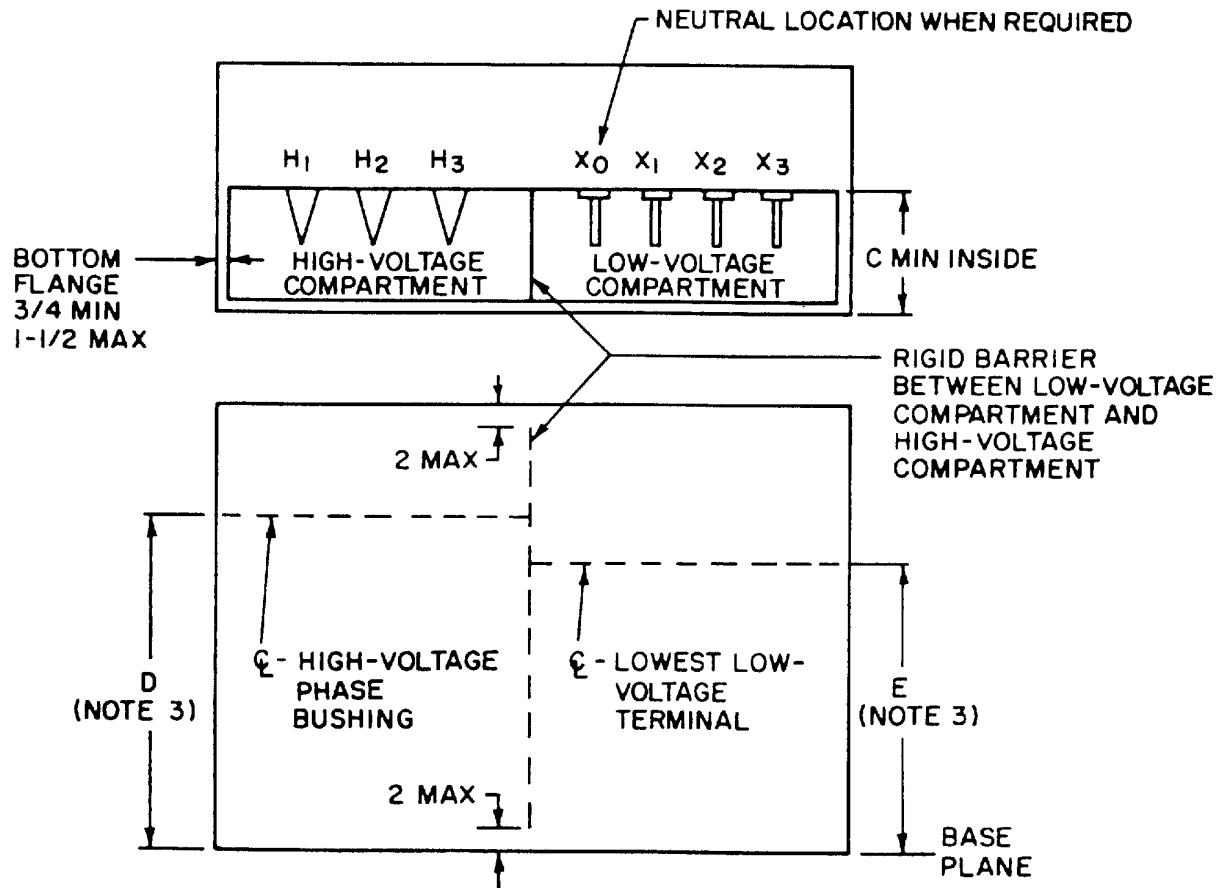 NEUTRAL LOCATION WHEN REQUIRED
H1 H2 H3 X0 X1 X2 X3
BOTTOM
FLANGE
3/4 MIN
1-1/2 MAX
HIGH-VOLTAGE
COMPARTMENT
LOW-VOLTAGE
COMPARTMENT
C MIN INSIDE
RIGID BARRIER
BETWEEN LOW-VOLTAGE
COMPARTMENT AND
HIGH-VOLTAGE
COMPARTMENT
2 MAX
D
(NOTE 3)
℄ - HIGH-VOLTAGE
PHASE
BUSHING
℄ - LOWEST LOW-
VOLTAGE
TERMINAL
E
(NOTE 3)
2 MAX
BASE
PLANE